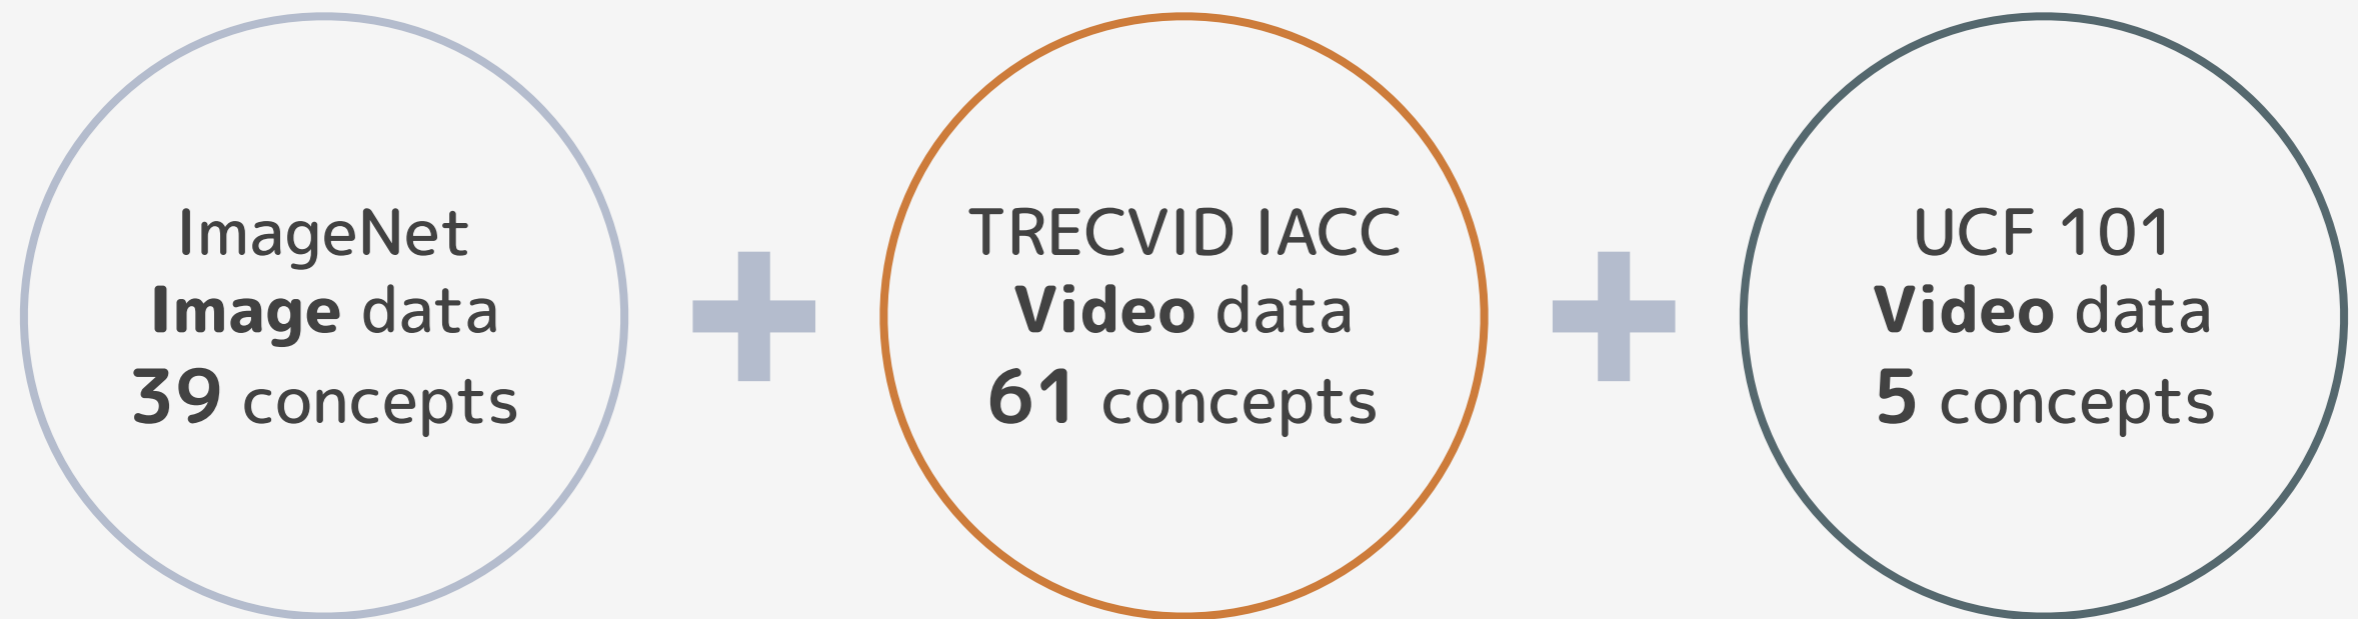 ImageNet
Image data
39 concepts
TRECVID IACC
Video data
61 concepts
UCF 101
Video data
5 concepts